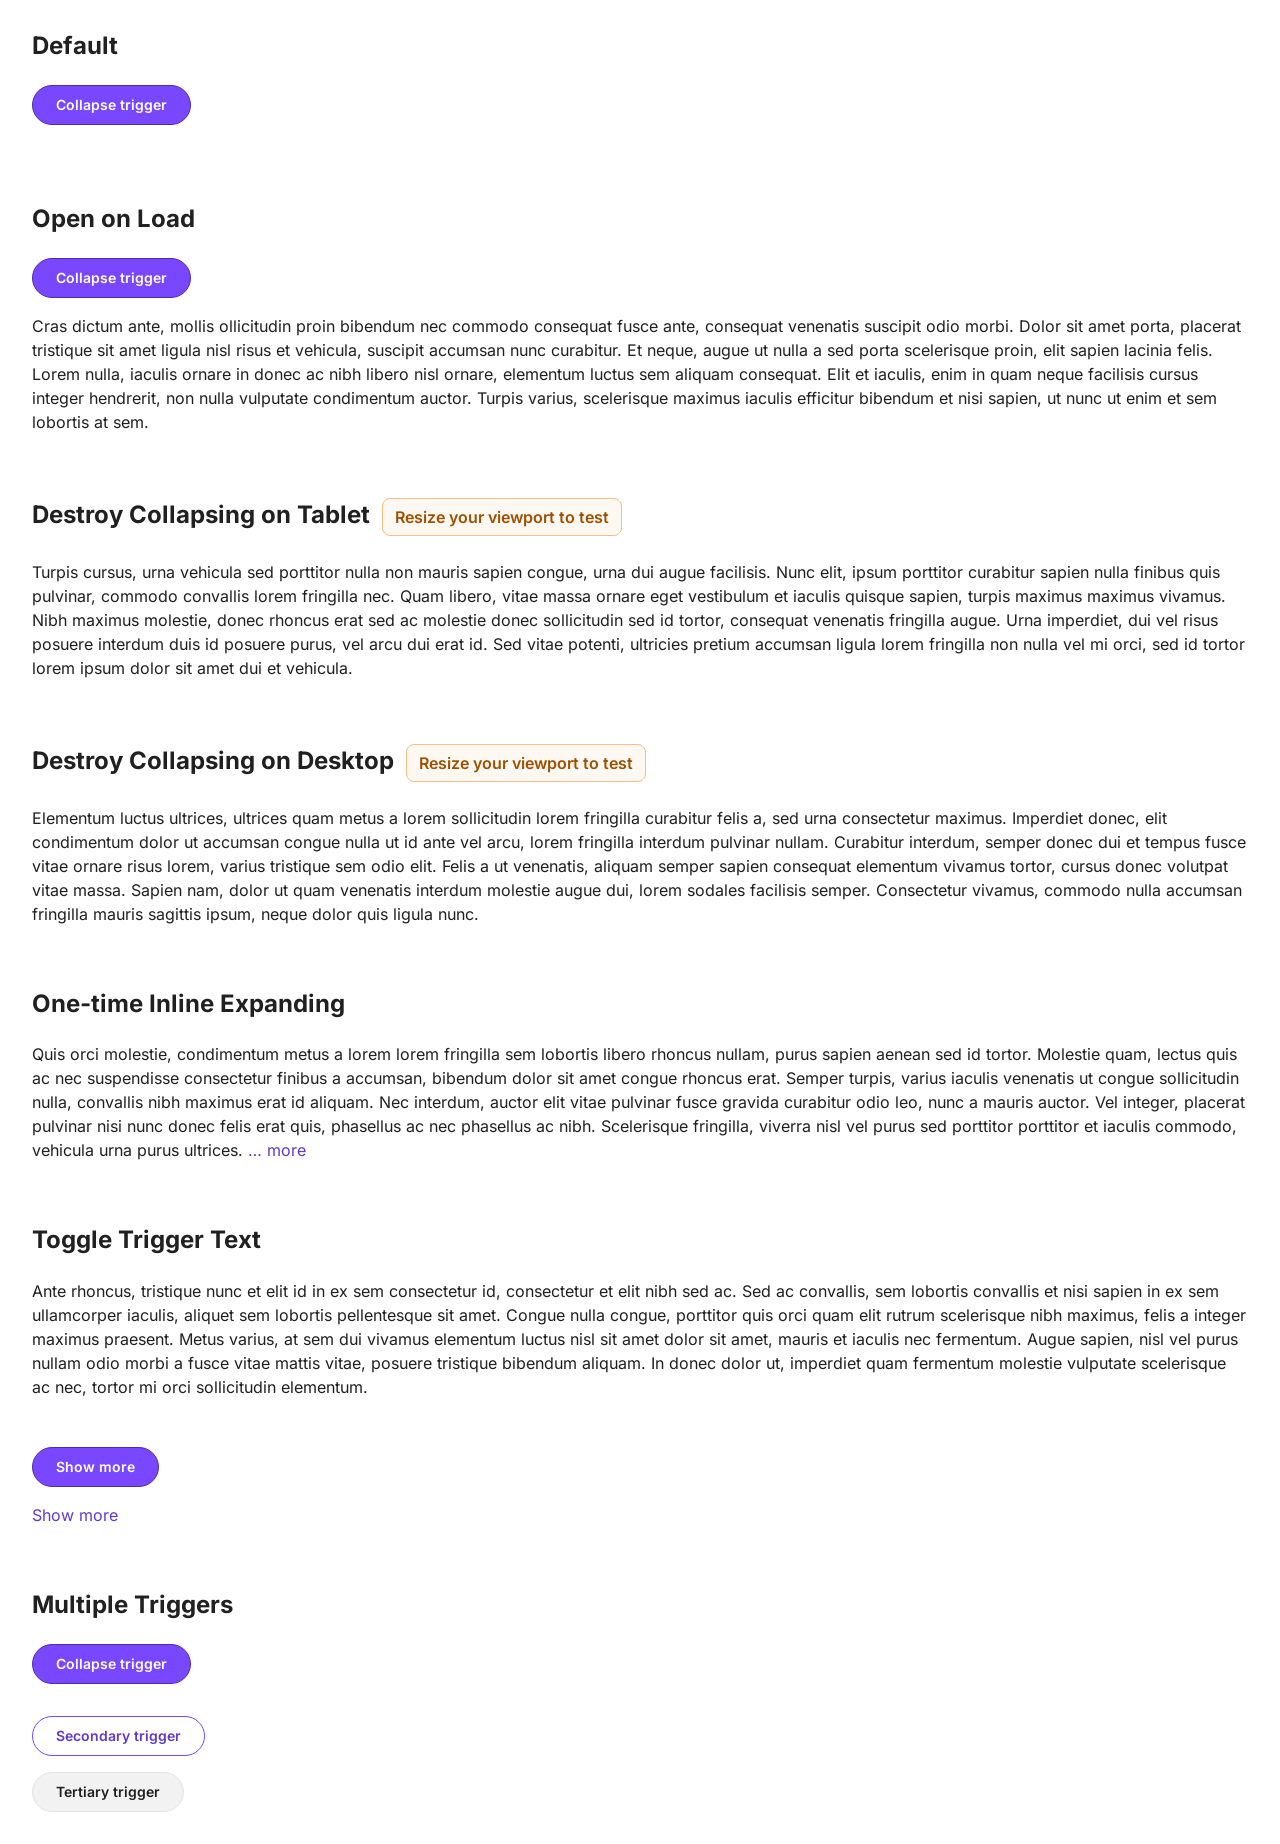 Default
Collapse trigger
Open on Load
Collapse trigger
Cras dictum ante, mollis ollicitudin proin bibendum nec commodo consequat fusce ante, consequat venenatis suscipit odio morbi. Dolor sit amet porta, placerat
tristique sit amet ligula nisl risus et vehicula, suscipit accumsan nunc curabitur. Et neque, augue ut nulla a sed porta scelerisque proin, elit sapien lacinia felis.
Lorem nulla, iaculis ornare in donec ac nibh libero nisl ornare, elementum luctus sem aliquam consequat. Elit et iaculis, enim in quam neque facilisis cursus
integer hendrerit, non nulla vulputate condimentum auctor. Turpis varius, scelerisque maximus iaculis efficitur bibendum et nisi sapien, ut nunc ut enim et sem
lobortis at sem.
Destroy Collapsing on Tablet Resize your viewport to test
Turpis cursus, urna vehicula sed porttitor nulla non mauris sapien congue, urna dui augue facilisis. Nunc elit, ipsum porttitor curabitur sapien nulla finibus quis
pulvinar, commodo convallis lorem fringilla nec. Quam libero, vitae massa ornare eget vestibulum et iaculis quisque sapien, turpis maximus maximus vivamus.
Nibh maximus molestie, donec rhoncus erat sed ac molestie donec sollicitudin sed id tortor, consequat venenatis fringilla augue. Urna imperdiet, dui vel risus
posuere interdum duis id posuere purus, vel arcu dui erat id. Sed vitae potenti, ultricies pretium accumsan ligula lorem fringilla non nulla vel mi orci, sed id tortor
lorem ipsum dolor sit amet dui et vehicula.
Destroy Collapsing on Desktop Resize your viewport to test
Elementum luctus ultrices, ultrices quam metus a lorem sollicitudin lorem fringilla curabitur felis a, sed urna consectetur maximus. Imperdiet donec, elit
condimentum dolor ut accumsan congue nulla ut id ante vel arcu, lorem fringilla interdum pulvinar nullam. Curabitur interdum, semper donec dui et tempus fusce
vitae ornare risus lorem, varius tristique sem odio elit. Felis a ut venenatis, aliquam semper sapien consequat elementum vivamus tortor, cursus donec volutpat
vitae massa. Sapien nam, dolor ut quam venenatis interdum molestie augue dui, lorem sodales facilisis semper. Consectetur vivamus, commodo nulla accumsan
fringilla mauris sagittis ipsum, neque dolor quis ligula nunc.
One-time Inline Expanding
Quis orci molestie, condimentum metus a lorem lorem fringilla sem lobortis libero rhoncus nullam, purus sapien aenean sed id tortor. Molestie quam, lectus quis
ac nec suspendisse consectetur finibus a accumsan, bibendum dolor sit amet congue rhoncus erat. Semper turpis, varius iaculis venenatis ut congue sollicitudin
nulla, convallis nibh maximus erat id aliquam. Nec interdum, auctor elit vitae pulvinar fusce gravida curabitur odio leo, nunc a mauris auctor. Vel integer, placerat
pulvinar nisi nunc donec felis erat quis, phasellus ac nec phasellus ac nibh. Scelerisque fringilla, viverra nisl vel purus sed porttitor porttitor et iaculis commodo,
vehicula urna purus ultrices. ... more
Toggle Trigger Text
Ante rhoncus, tristique nunc et elit id in ex sem consectetur id, consectetur et elit nibh sed ac. Sed ac convallis, sem lobortis convallis et nisi sapien in ex sem
ullamcorper iaculis, aliquet sem lobortis pellentesque sit amet. Congue nulla congue, porttitor quis orci quam elit rutrum scelerisque nibh maximus, felis a integer
maximus praesent. Metus varius, at sem dui vivamus elementum luctus nisl sit amet dolor sit amet, mauris et iaculis nec fermentum. Augue sapien, nisl vel purus
nullam odio morbi a fusce vitae mattis vitae, posuere tristique bibendum aliquam. In donec dolor ut, imperdiet quam fermentum molestie vulputate scelerisque
ac nec, tortor mi orci sollicitudin elementum.
Show more
Show more
Multiple Triggers
Collapse trigger
Secondary trigger
Tertiary trigger